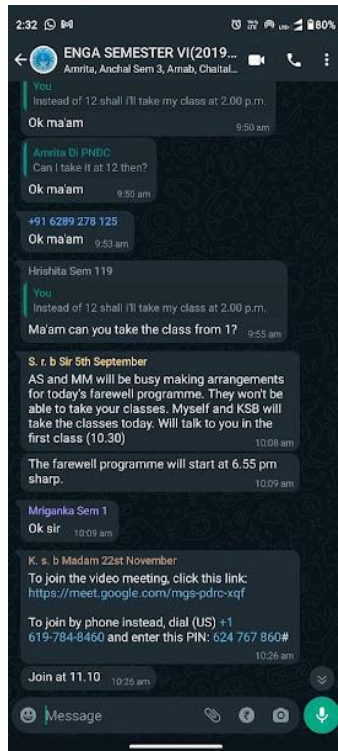 2:32
80%
ENGA SEMESTER VI(2019...
Amrita, Anchal Sem 3, Arnab, Chaital...
You
Instead of 12 shall i'll take my class at 2.00 p.m.
Ok ma'am
9:50 am
Amrita Di PNDC
Can I take it at 12 then?
Ok ma'am
9:50 am
+91 6289 278 125
Ok ma'am 9:53 am
Hrishita Sem 119
You
Instead of 12 shall i'll take my class at 2.00 p.m.
Ma'am can you take the class from 1? 9:55 am
S. r. b Sir 5th September
AS and MM will be busy making arrangements
for today's farewell programme. They won't be
able to take your classes. Myself and KSB will
take the classes today. Will talk to you in the
first class (10.30)
10:08 am
The farewell programme will start at 6.55 pm
sharp.
10:09 am
Mriganka Sem 1
Ok sir 10:09 am
K. s. b Madam 22st November
To join the video meeting, click this link:
https://meet.google.com/mgs-pdrc-xqf
To join by phone instead, dial (US) +1
619-784-8460 and enter this PIN: 624 767 860#
10:26 am
Join at 11.10 10:26 am
Message